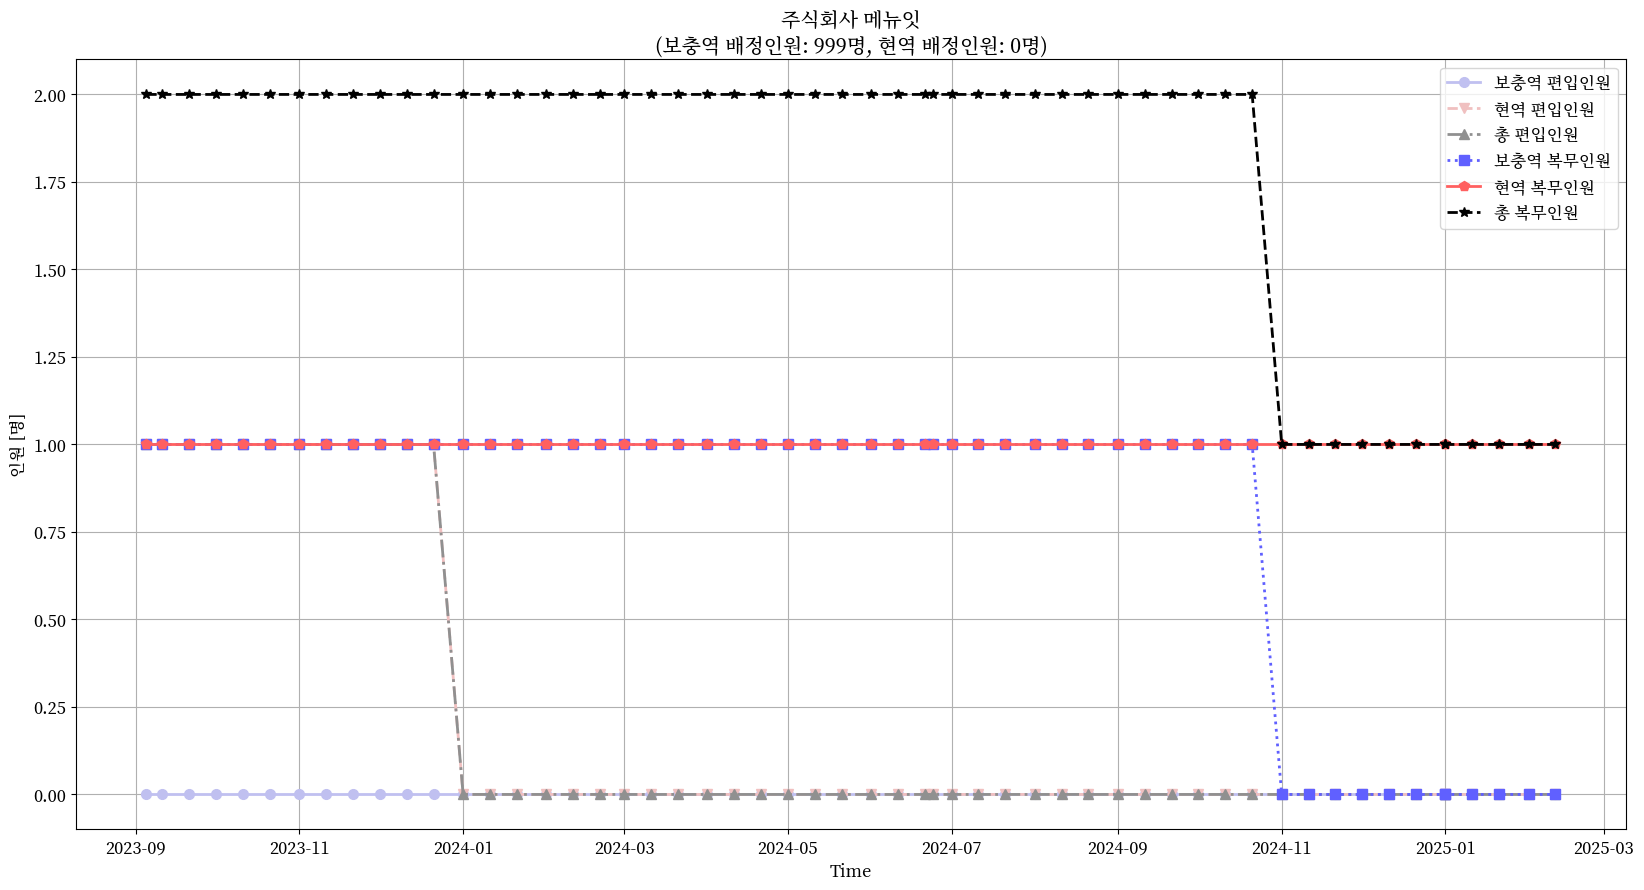 주식회사 메뉴잇
(보충역 배정인원: 999명, 현역 배정인원: 0명)
보충역 편입인원
현역 편입인원
총 편입인원
보충역 복무인원
현역 복무인원
총 복무인원
인원 [명]
2.00
1.75
1.50
1.25
1.00
0.75
0.50
0.25
0.00
2023-09
2023-11
2024-01
2024-03
2024-05
2024-07
2024-09
2024-11
2025-01
2025-03
Time